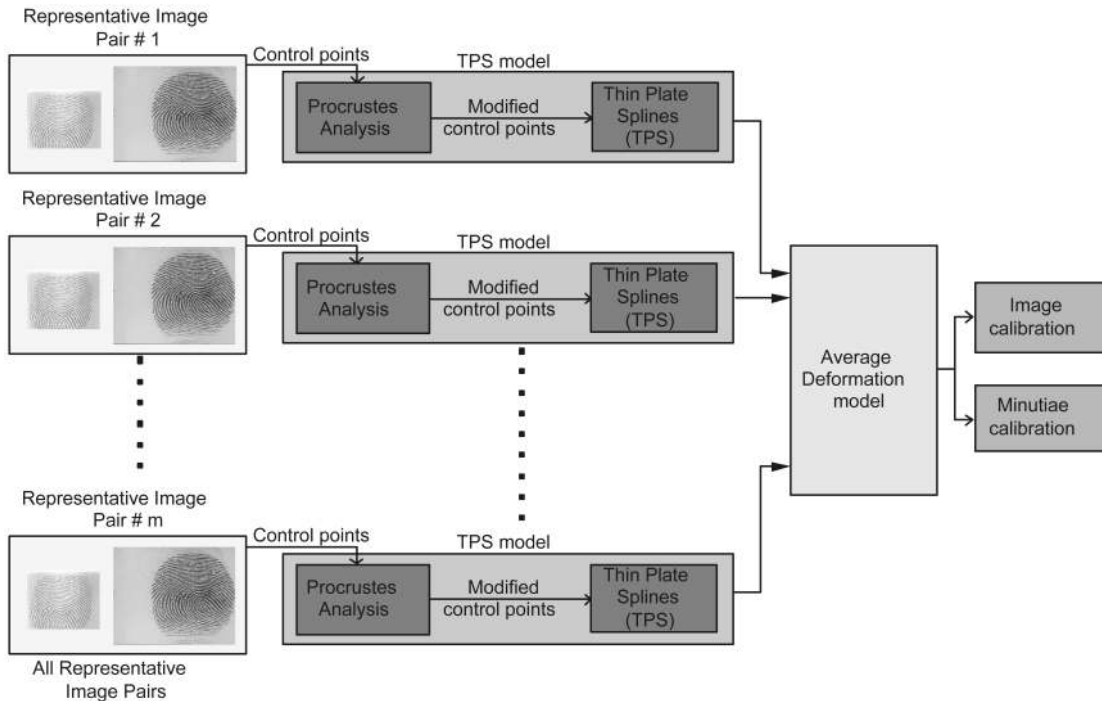 Representative Image
Pair # 1
Control points
TPS model
Procrustes
Analysis
Modified
control points
Thin Plate
Splines
(TPS)
Representative Image
Pair # 2
Control points
TPS model
Procrustes
Analysis
Modified
control points
Thin Plate
Splines
(TPS)
Average
Deformation
model
Image
calibration
Minutiae
calibration
Representative Image
Pair # m
Control points
TPS model
Procrustes
Analysis
Modified
control points
Thin Plate
Splines
(TPS)
All Representative
Image Pairs